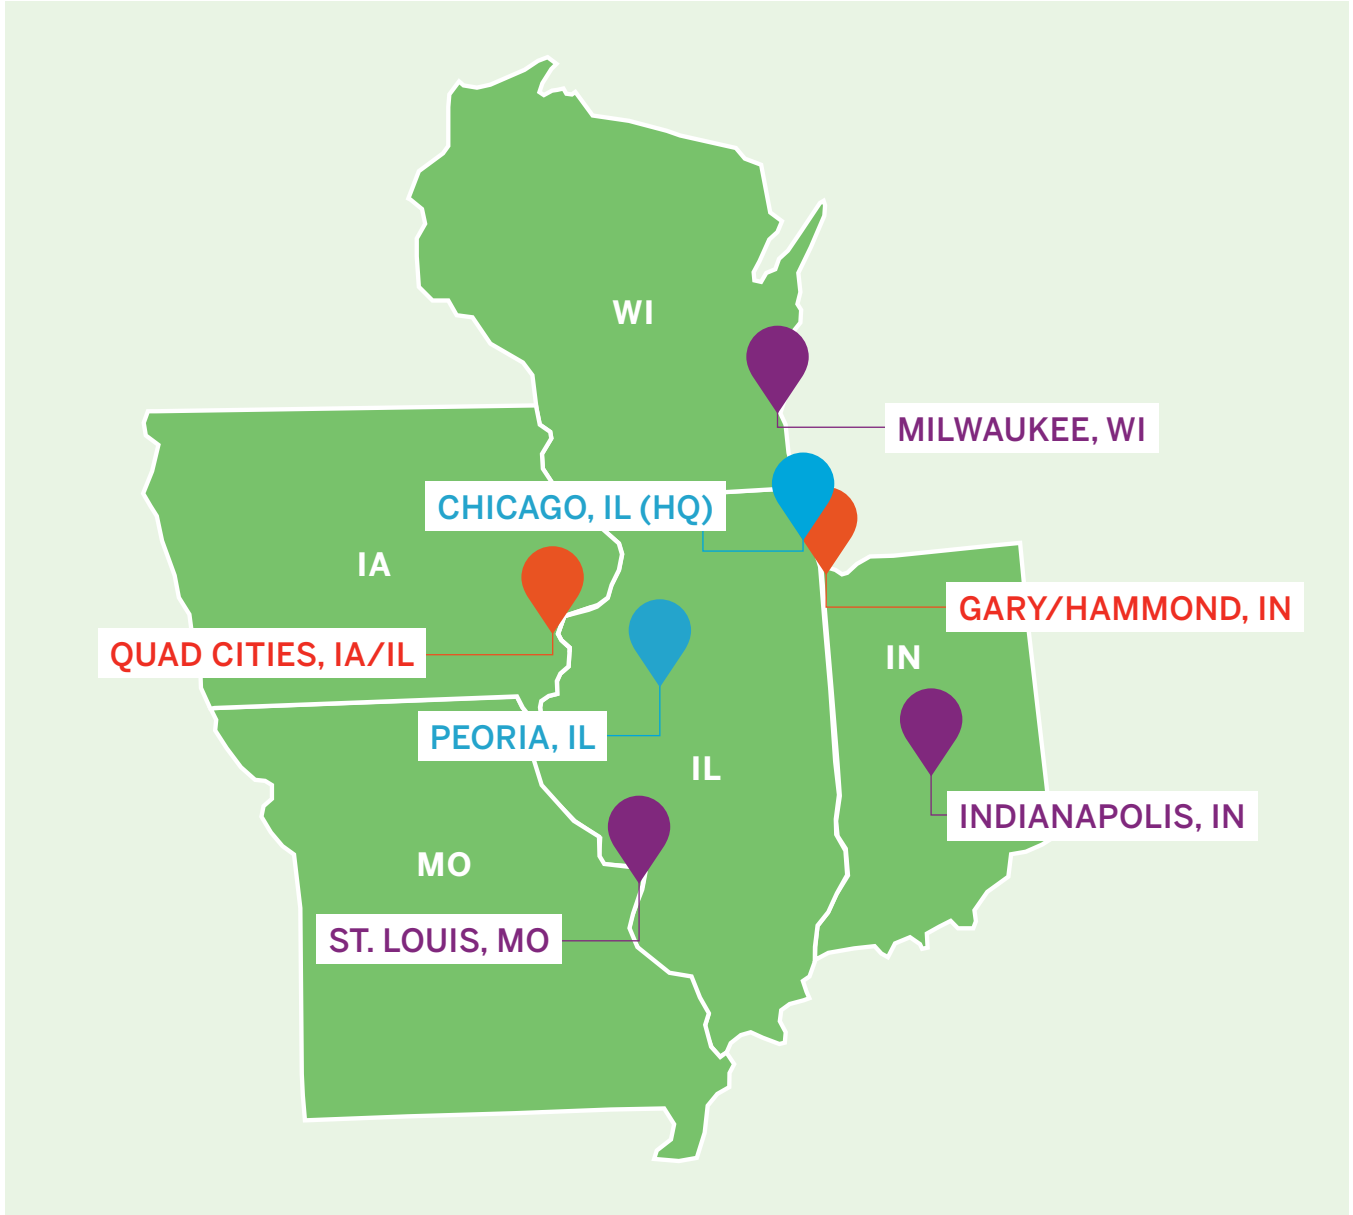 WI
MILWAUKEE, WI
CHICAGO, IL (HQ)
IA
GARY/HAMMOND, IN
QUAD CITIES, IA/IL
IN
PEORIA, IL
IL
INDIANAPOLIS, IN
MO
ST. LOUIS, MO